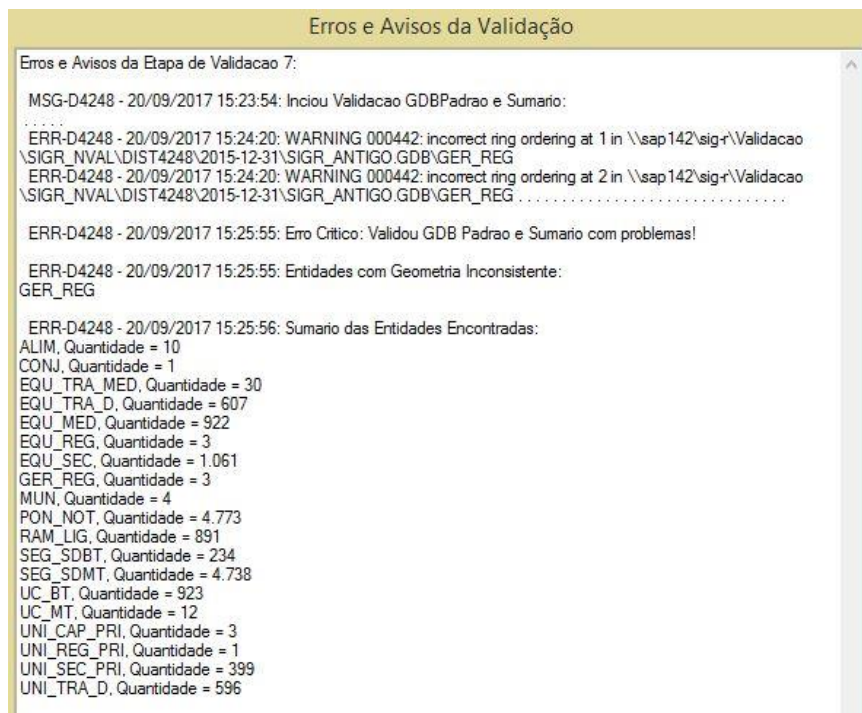 Erros e Avisos da Validação
Erros e Avisos da Etapa de Validacao 7:
MSG-D4248 - 20/09/2017 15:23:54: Inciou Validacao GDBPadrao e Sumario:
. . . . .
ERR-D4248 - 20/09/2017 15:24:20: WARNING 000442: incorrect ring ordering at 1 in \\sap142\sig-r\Validacao
\SIGR_NVAL\DIST4248\2015-12-31\SIGR_ANTIGO.GDB\GER_REG
ERR-D4248 - 20/09/2017 15:24:20: WARNING 000442: incorrect ring ordering at 2 in \\sap142\sig-r\Validacao
\SIGR_NVAL\DIST4248\2015-12-31\SIGR_ANTIGO.GDB\GER_REG . . . . . . . . . . . . . . . . . . . . . . . . . . . . . . .
ERR-D4248 - 20/09/2017 15:25:55: Erro Critico: Validou GDB Padrao e Sumario com problemas!
ERR-D4248 - 20/09/2017 15:25:55: Entidades com Geometria Inconsistente:
GER_REG
ERR-D4248 - 20/09/2017 15:25:56: Sumario das Entidades Encontradas:
ALIM, Quantidade = 10
CONJ, Quantidade = 1
EQU_TRA_MED, Quantidade = 30
EQU_TRA_D, Quantidade = 607
EQU_MED, Quantidade = 922
EQU_REG, Quantidade = 3
EQU_SEC, Quantidade = 1.061
GER_REG, Quantidade = 3
MUN, Quantidade = 4
PON_NOT, Quantidade = 4.773
RAM_LIG, Quantidade = 891
SEG_SDBT, Quantidade = 234
SEG_SDMT, Quantidade = 4.738
UC_BT, Quantidade = 923
UC_MT, Quantidade = 12
UNI_CAP_PRI, Quantidade = 3
UNI_REG_PRI, Quantidade = 1
UNI_SEC_PRI, Quantidade = 399
UNI_TRA_D, Quantidade = 596